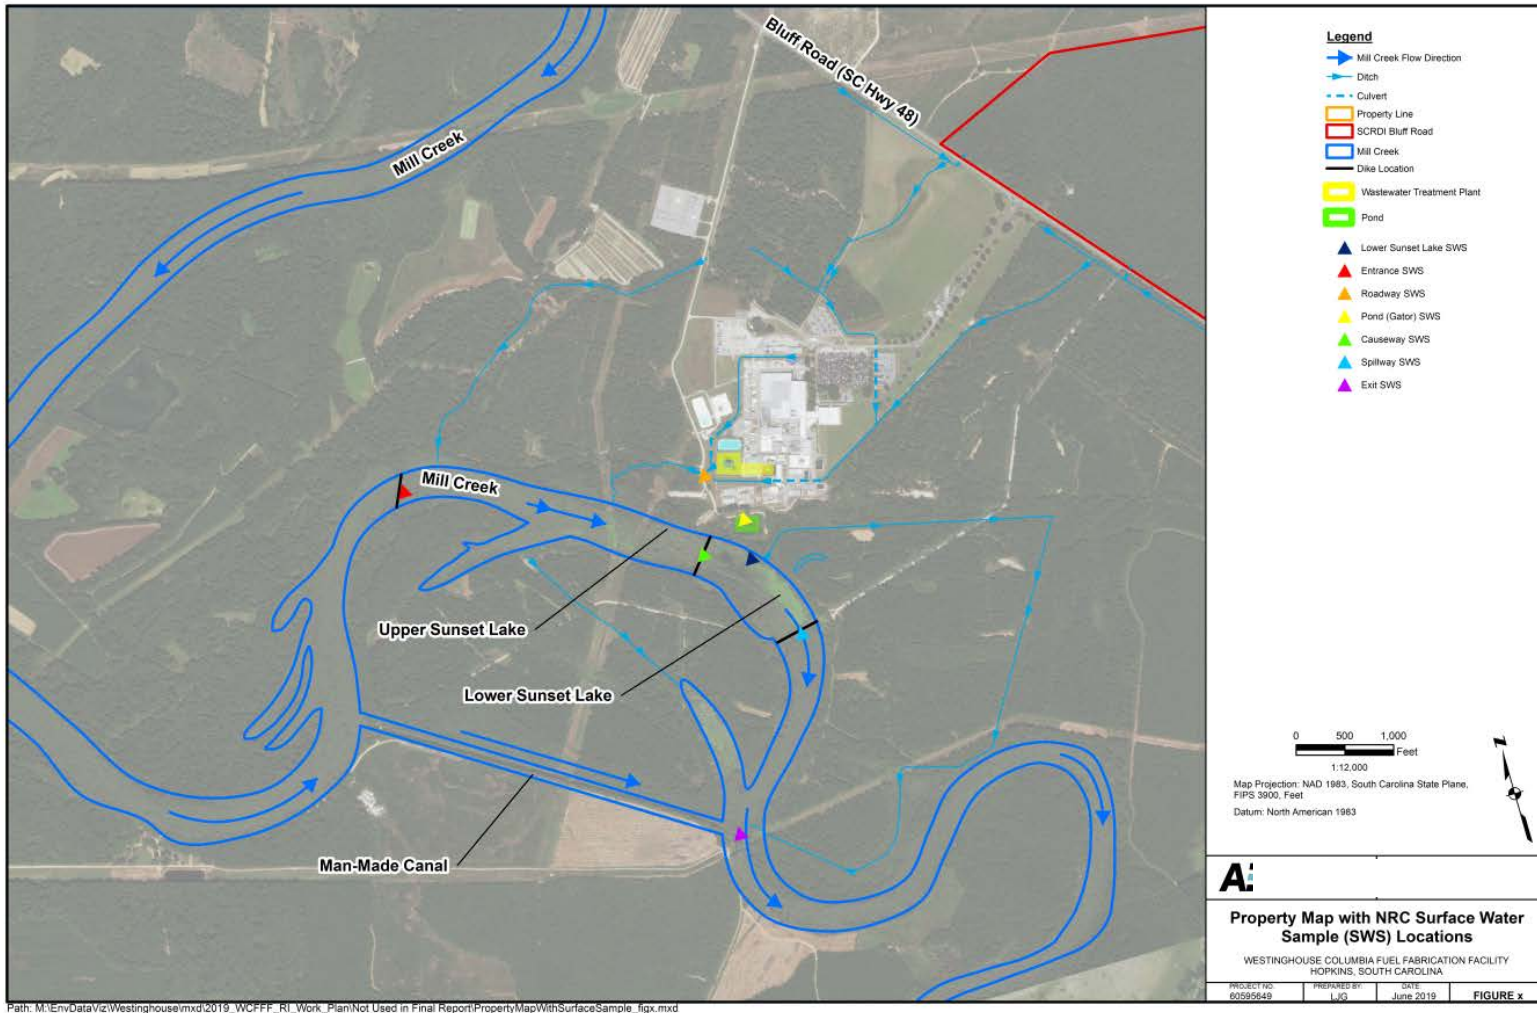 Bluff Road (SC Hwy 48)
Mill Creek
Mill Creek
Upper Sunset Lake
Lower Sunset Lake
Man-Made Canal
Legend
Mill Creek Flow Direction
Ditch
Culvert
Property Line
SCRDI Bluff Road
Mill Creek
Dike Location
Wastewater Treatment Plant
Pond
Lower Sunset Lake SWS
Entrance SWS
Roadway SWS
Pond (Gator) SWS
Causeway SWS
Spillway SWS
Exit SWS
0 500 1,000
Feet
1:12,000
Map Projection: NAD 1983, South Carolina State Plane,
FIPS 3900, Feet
Datum: North American 1983
Z
A
Property Map with NRC Surface Water
Sample (SWS) Locations
WESTINGHOUSE COLUMBIA FUEL FABRICATION FACILITY
HOPKINS, SOUTH CAROLINA
PROJECT NO. PREPARED BY: DATE:
60595649 LJG June 2019 FIGURE x
Path: M:\EnvDataViz\Westinghouse\mxd\2019_WCFFF_RI_Work_Plan\Not Used in Final Report\PropertyMapWithSurfaceSample_figx.mxd